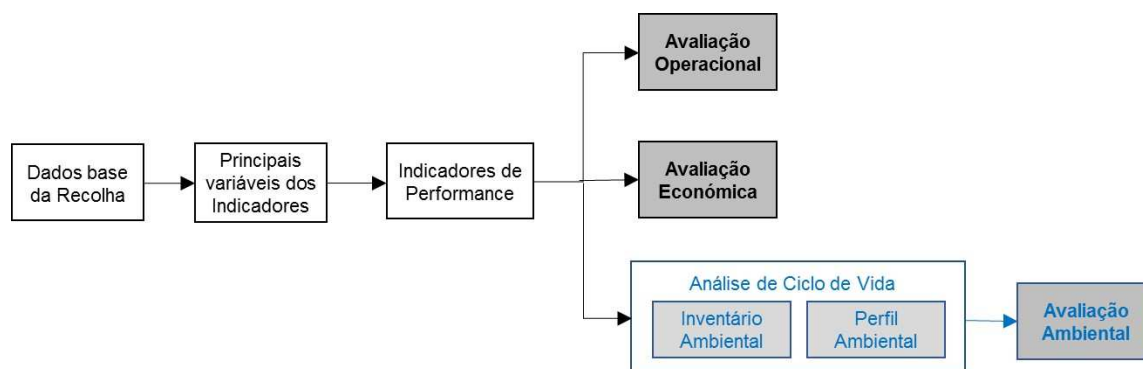 Dados base
da Recolha
Principais
variáveis dos
Indicadores
Indicadores de
Performance
Avaliação
Operacional
Avaliação
Económica
Análise de Ciclo de Vida
Inventário
Ambiental
Perfil
Ambiental
Avaliação
Ambiental